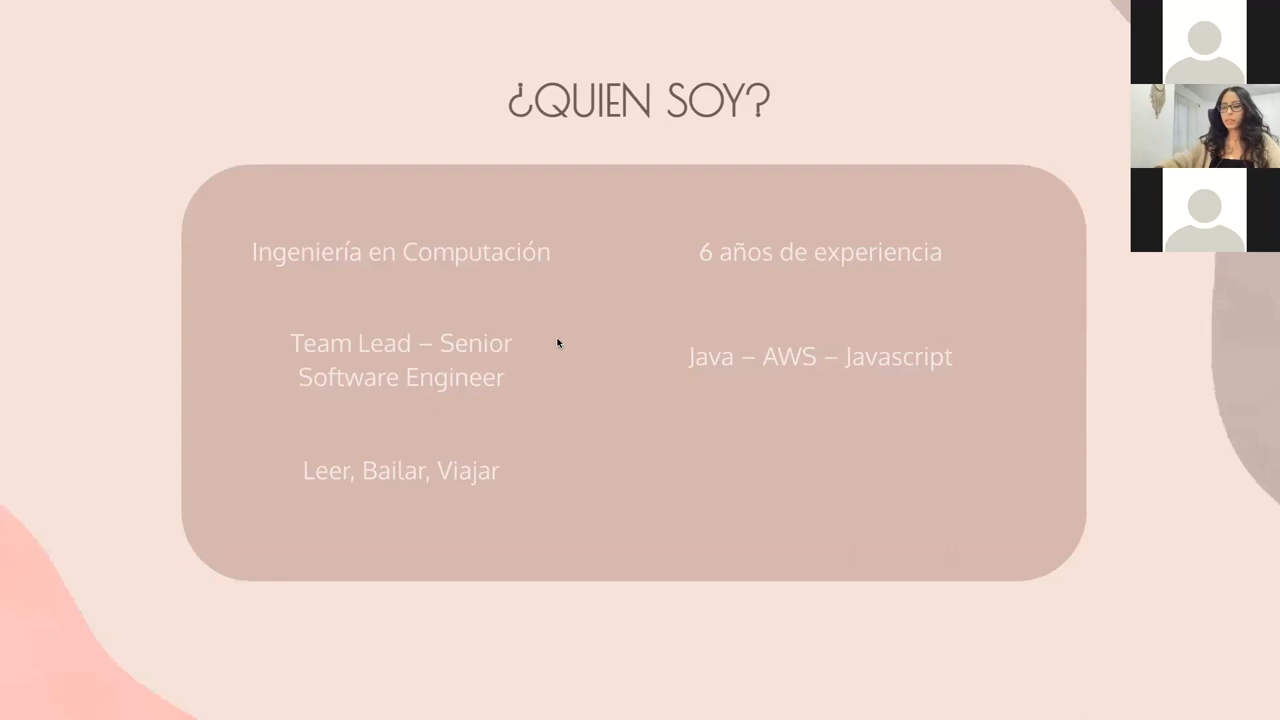 ¿QUIEN SOY?
Ingeniería en Computación
6 años de experiencia
Team Lead – Senior
Software Engineer
Java – AWS – Javascript
Leer, Bailar, Viajar